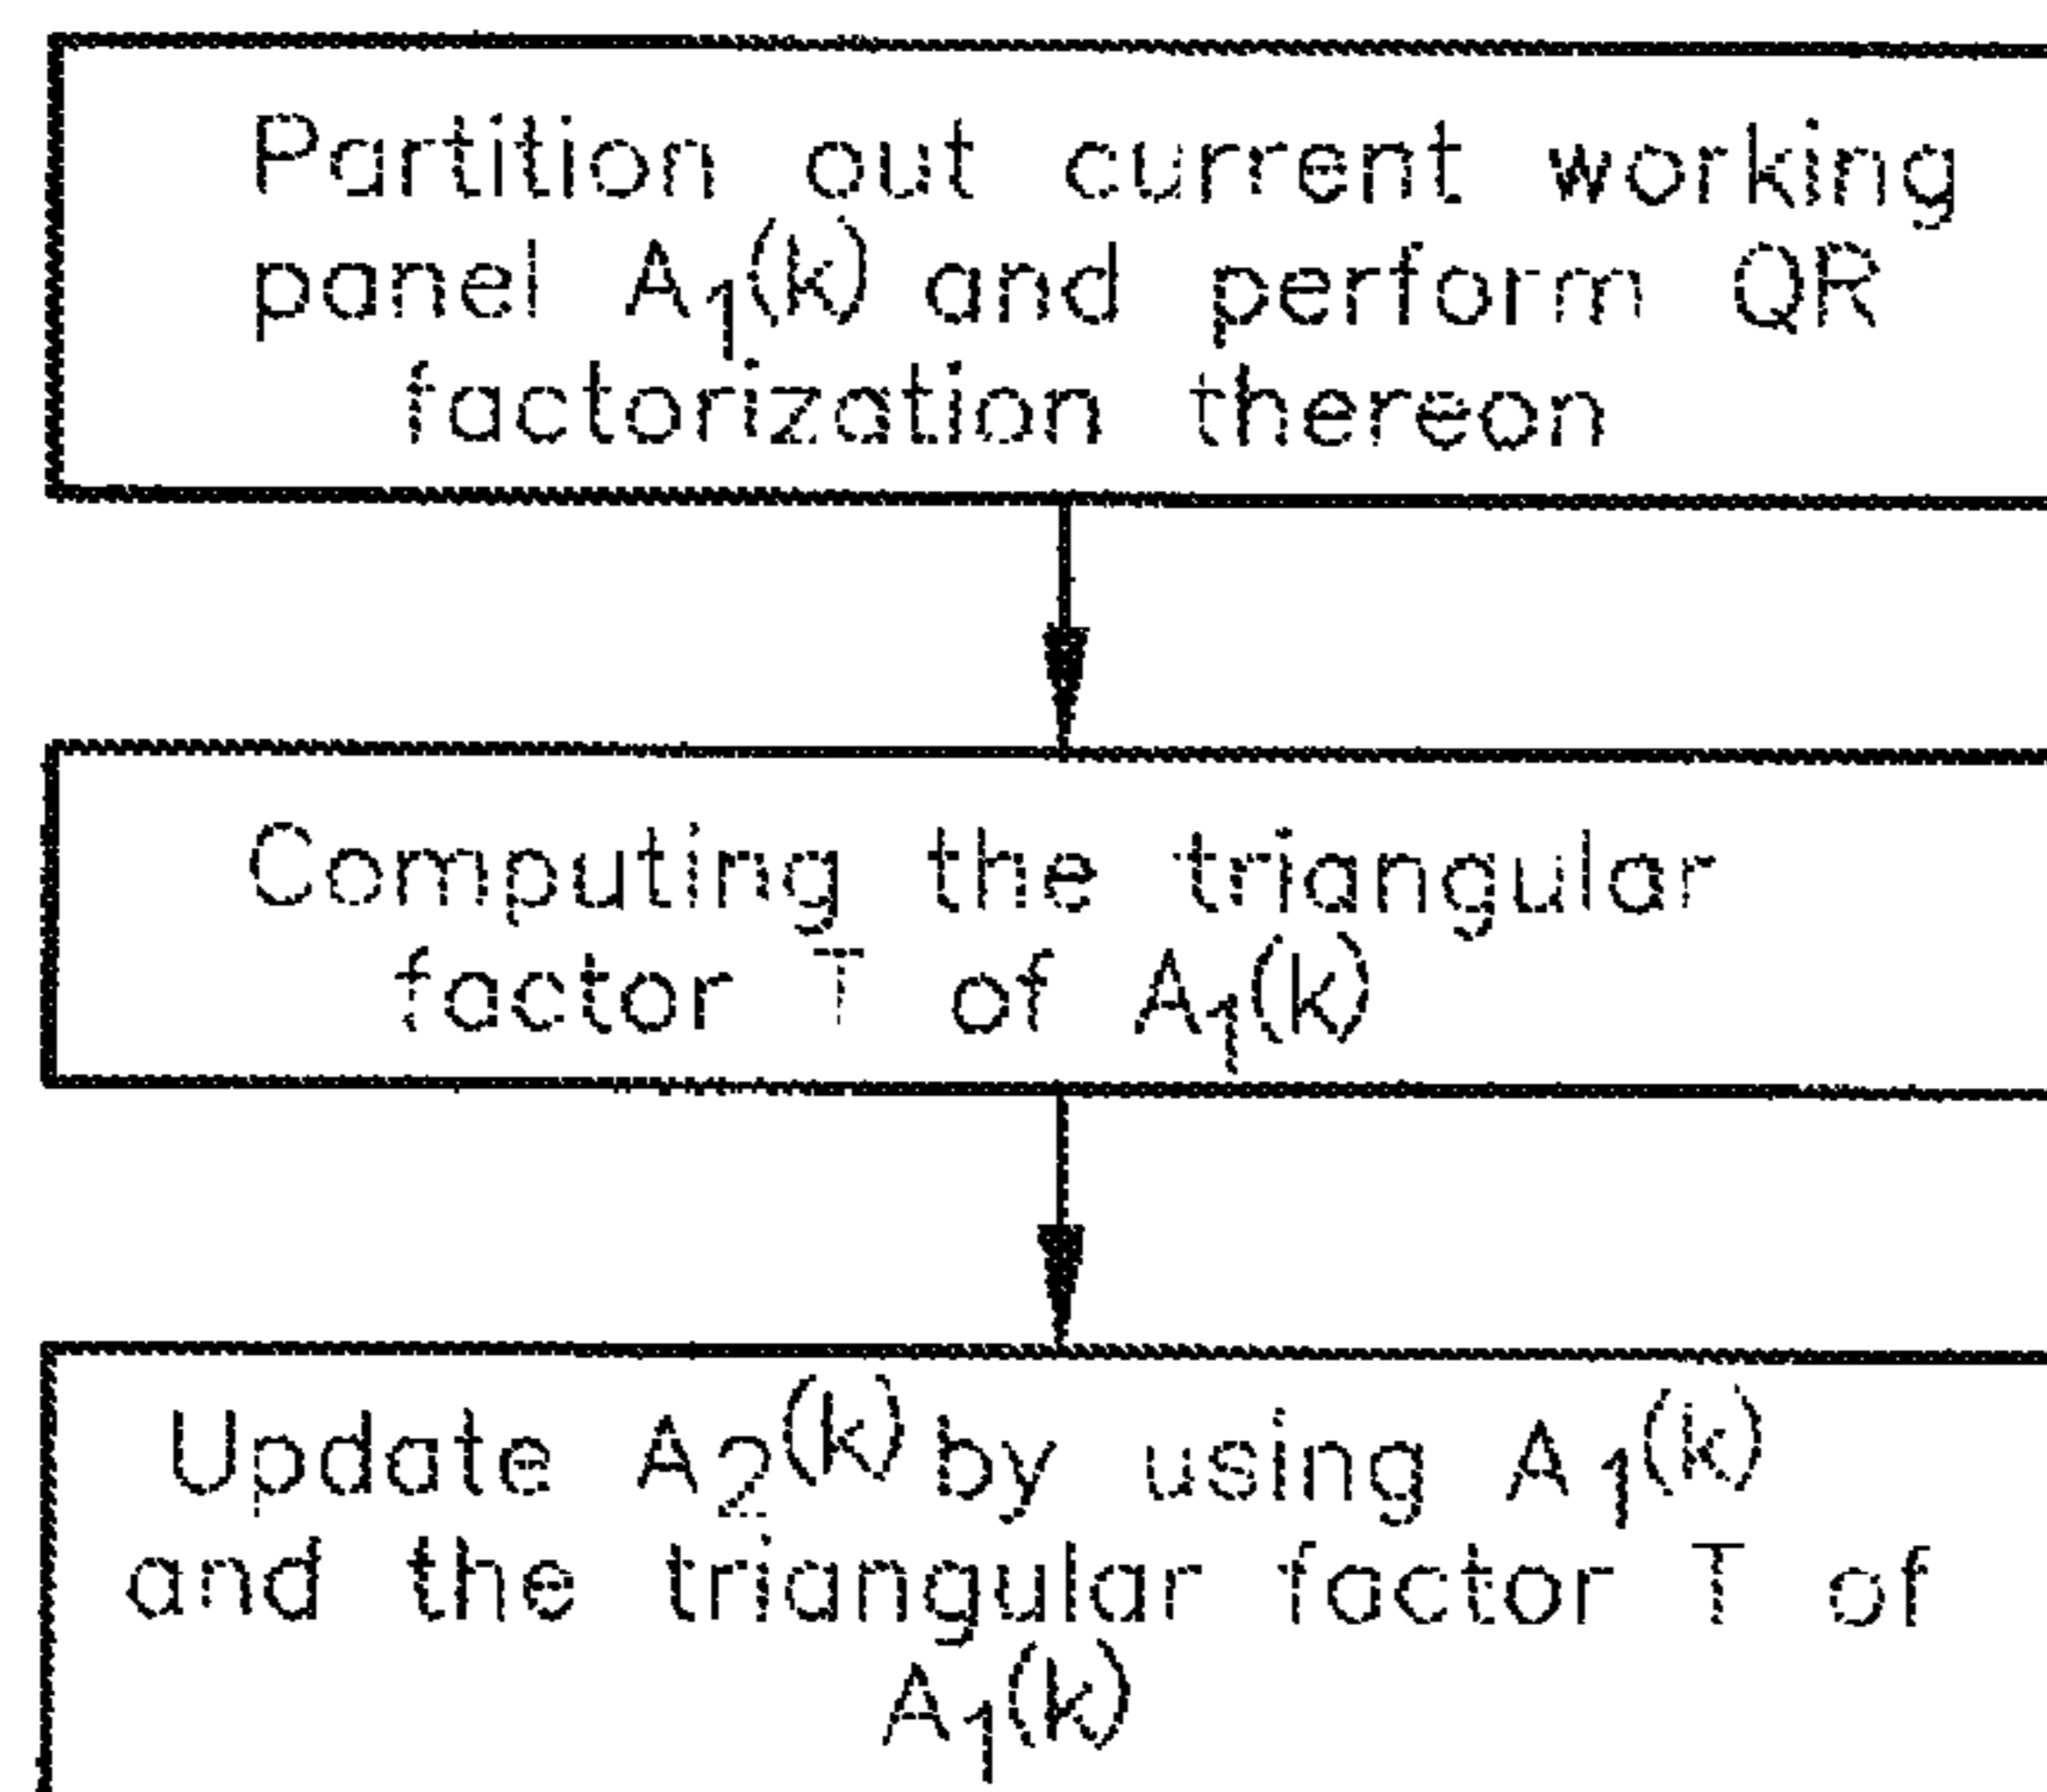 Partition out current working
panel A₁(k) and perform QR
factorization thereon
Computing the triangular
factor T of A₁(k)
Update A₂(k) by using A₁(k)
and the triangular factor T of
A₁(k)